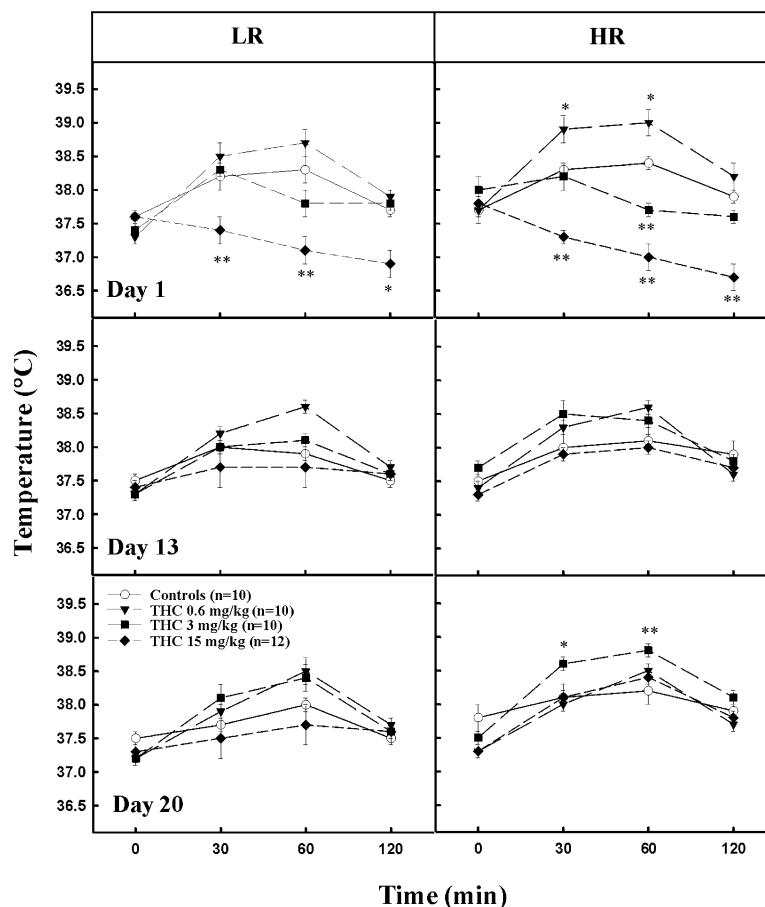 LR HR
39.5
39.0
38.5
38.0
37.5
37.0
36.5
* *
**
** ** * ** ** **
Day 1
39.5
39.0
38.5
38.0
37.5
37.0
36.5
Day 13
39.5
39.0
38.5
38.0
37.5
37.0
36.5
Controls (n=10)
THC 0.6 mg/kg (n=10)
THC 3 mg/kg (n=10)
THC 15 mg/kg (n=12)
* **
Day 20
0 30 60 120 0 30 60 120
Temperature (°C)
Time (min)